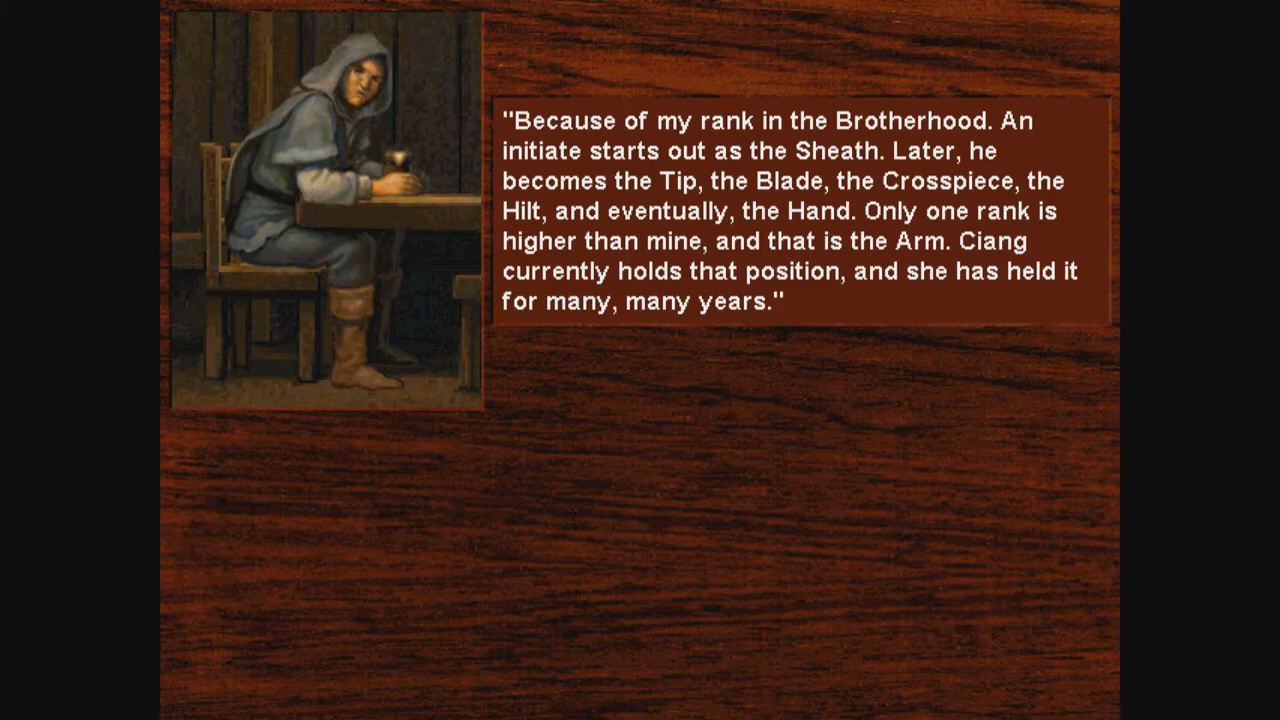 "Because of my rank in the Brotherhood. An
initiate starts out as the Sheath. Later, he
becomes the Tip, the Blade, the Crosspiece, the
Hilt, and eventually, the Hand. Only one rank is
higher than mine, and that is the Arm. Ciang
currently holds that position, and she has held it
for many, many years."